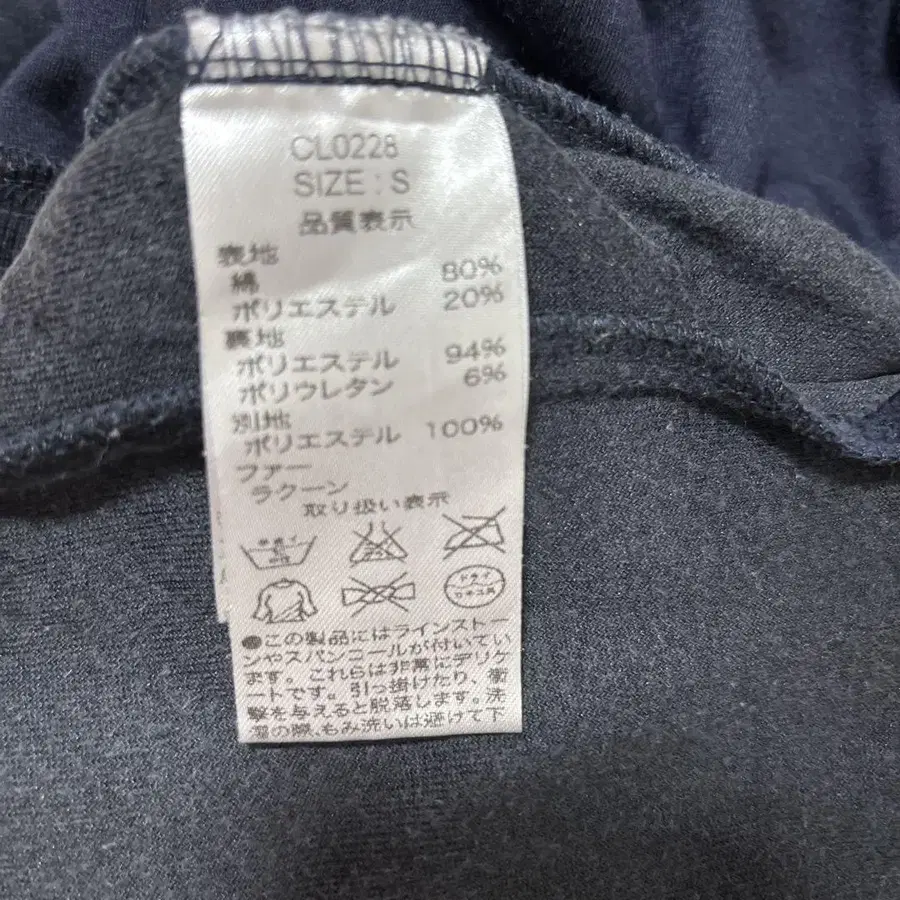 CL0228
SIZE : S
品質表示
表地
綿 80%
ポリエステル 20%
裏地
ポリエステル 94%
ポリウレタン 6%
別地
ポリエステル 100%
ファー
ラクーン
取り扱い表示
ドライ
●この製品にはラインストー
ンやスパンコールが付いてい
ます。これらは非常にデリケ
ートです。引っ掛けたり、衝
撃を与えると脱落します。洗
濯の際、もみ洗いは避けて下